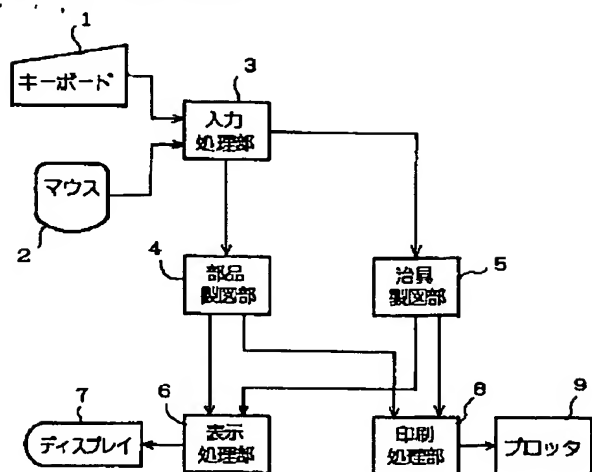 1
キーボード
3
入力
処理部
マウス
2
4
部品
製図部
5
治具
製図部
7
ディスプレイ
6
表示
処理部
8
印刷
処理部
9
プロッタ